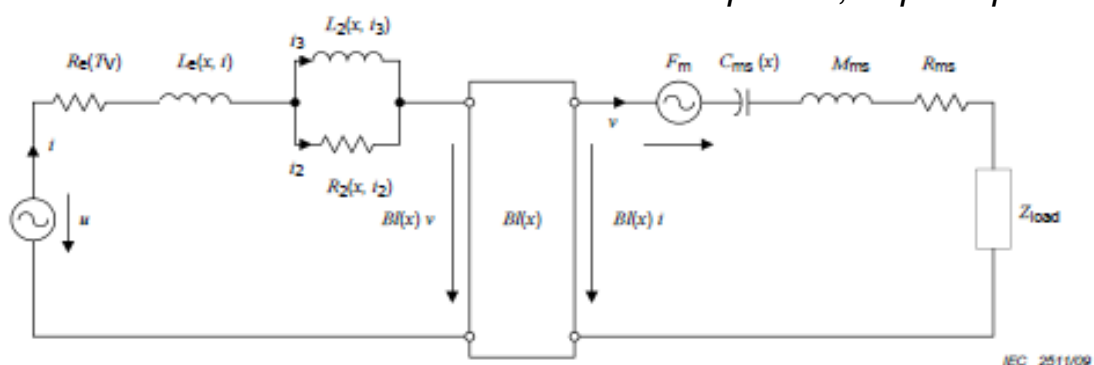 L2(x, i3)
i3
Re(TV)
Le(x, i)
Fm
Cms (x)
Mms
Rms
i
v
i2
R2(x, i2)
u
Bl(x) v
Bl(x)
Bl(x) i
Zload
IEC 2511/09